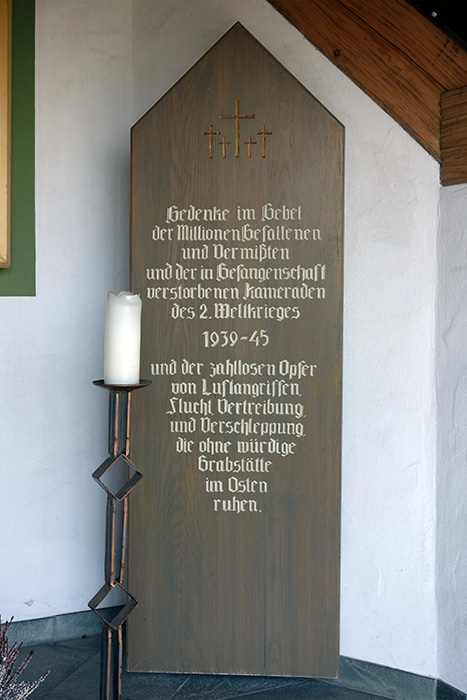 Gedenke im Gebet
der Millionen Gefallenen
und Vermißten
und der in Gefangenschaft
verstorbenen Kameraden
des 2. Weltkrieges
1939-45
und der zahllosen Opfer
von Luftangriffen,
Flucht, Vertreibung,
und Verschleppung,
die ohne würdige
Grabstätte
im Osten
ruhen.